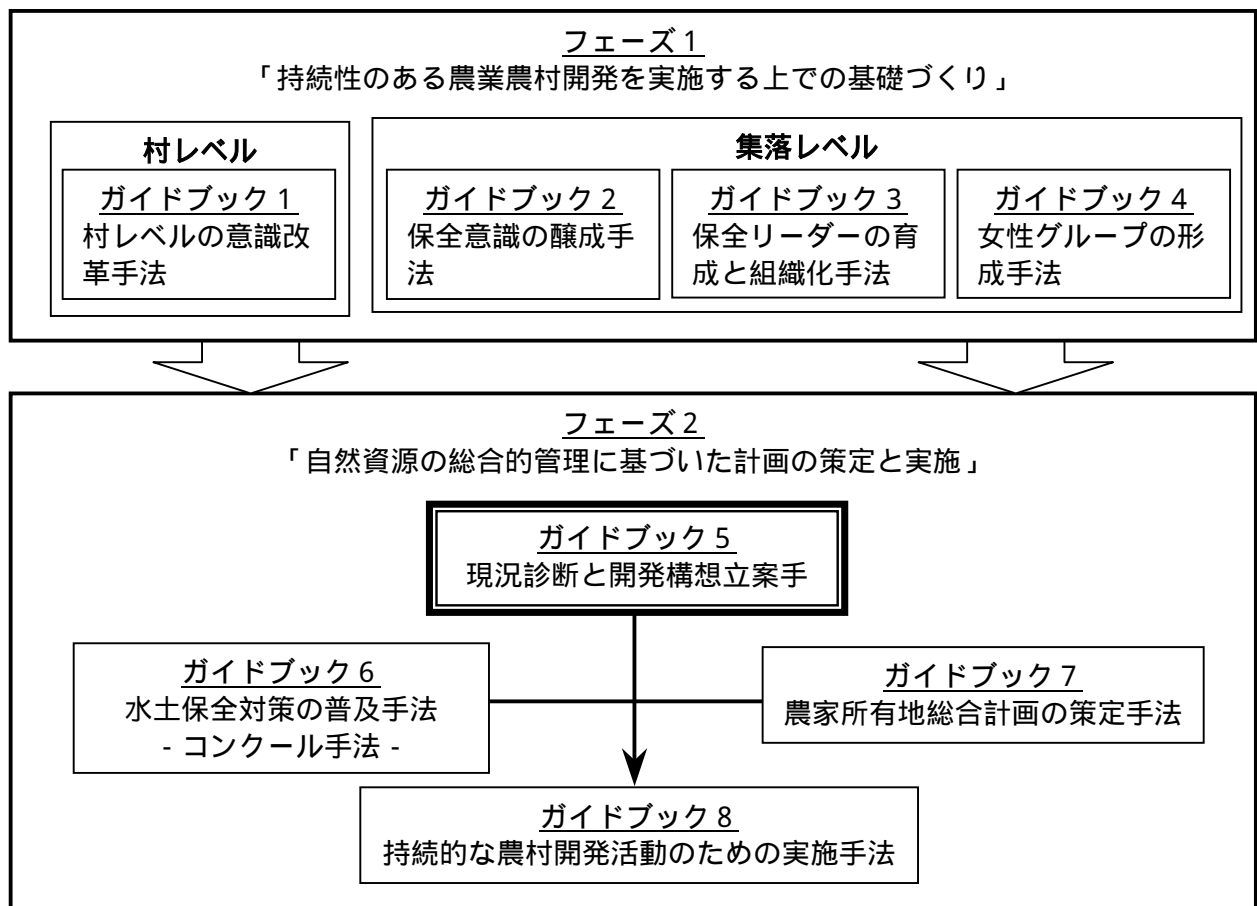 フェーズ1
「持続性のある農業農村開発を実施する上での基礎づくり」
村レベル
ガイドブック1
村レベルの意識改
革手法
集落レベル
ガイドブック2
保全意識の醸成手
法
ガイドブック3
保全リーダーの育
成と組織化手法
ガイドブック4
女性グループの形
成手法
フェーズ2
「自然資源の総合的管理に基づいた計画の策定と実施」
ガイドブック5
現況診断と開発構想立案手
ガイドブック6
水土保全対策の普及手法
- コンクール手法 -
ガイドブック7
農家所有地総合計画の策定手法
ガイドブック8
持続的な農村開発活動のための実施手法